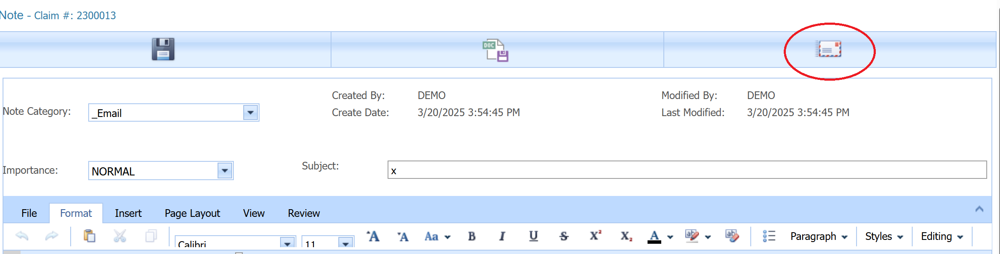 Note - Claim #: 2300013
DOC
Created By: DEMO Modified By: DEMO
Note Category: _Email Create Date: 3/20/2025 3:54:45 PM Last Modified: 3/20/2025 3:54:45 PM
Importance: NORMAL Subject: x
File Format Insert Page Layout View Review
Calibri 11 A A Aa B I U S X² X₂ A ab ab Paragraph Styles Editing